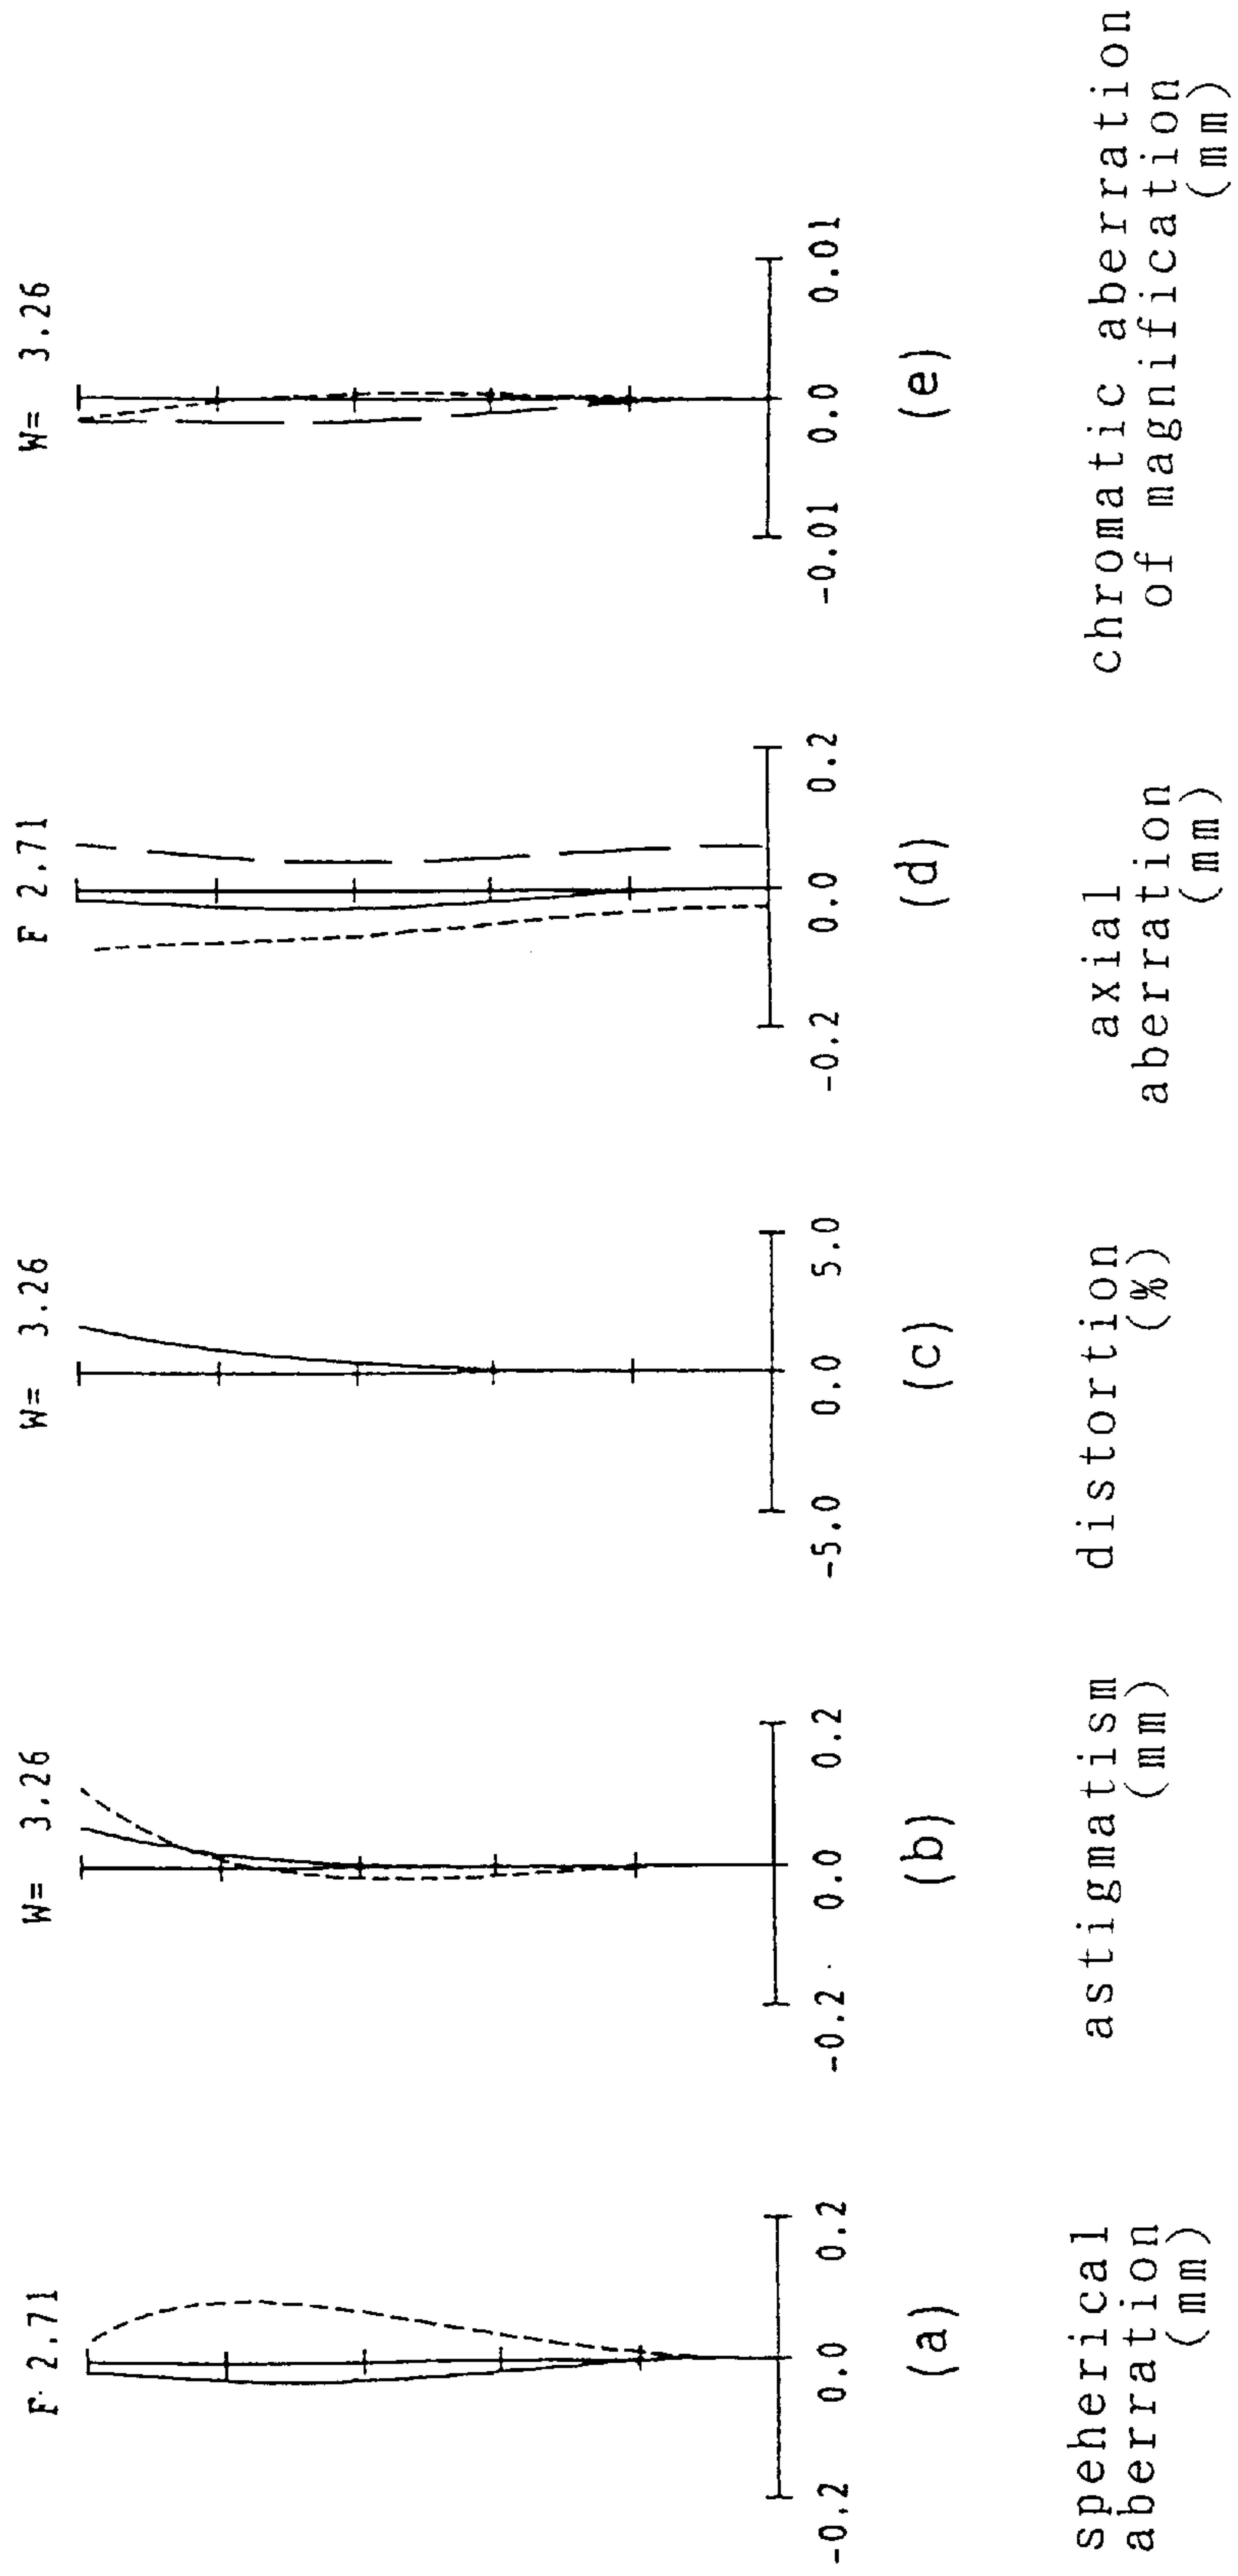 F 2.71
-0.2 0.0 0.2
(a)
speherical
aberration
(mm)
W= 3.26
-0.2 0.0 0.2
(b)
astigmatism
(mm)
W= 3.26
-5.0 0.0 5.0
(c)
distortion
(%)
F 2.71
-0.2 0.0 0.2
(d)
axial
aberration
(mm)
W= 3.26
-0.01 0.0 0.01
(e)
chromatic aberration
of magnification
(mm)